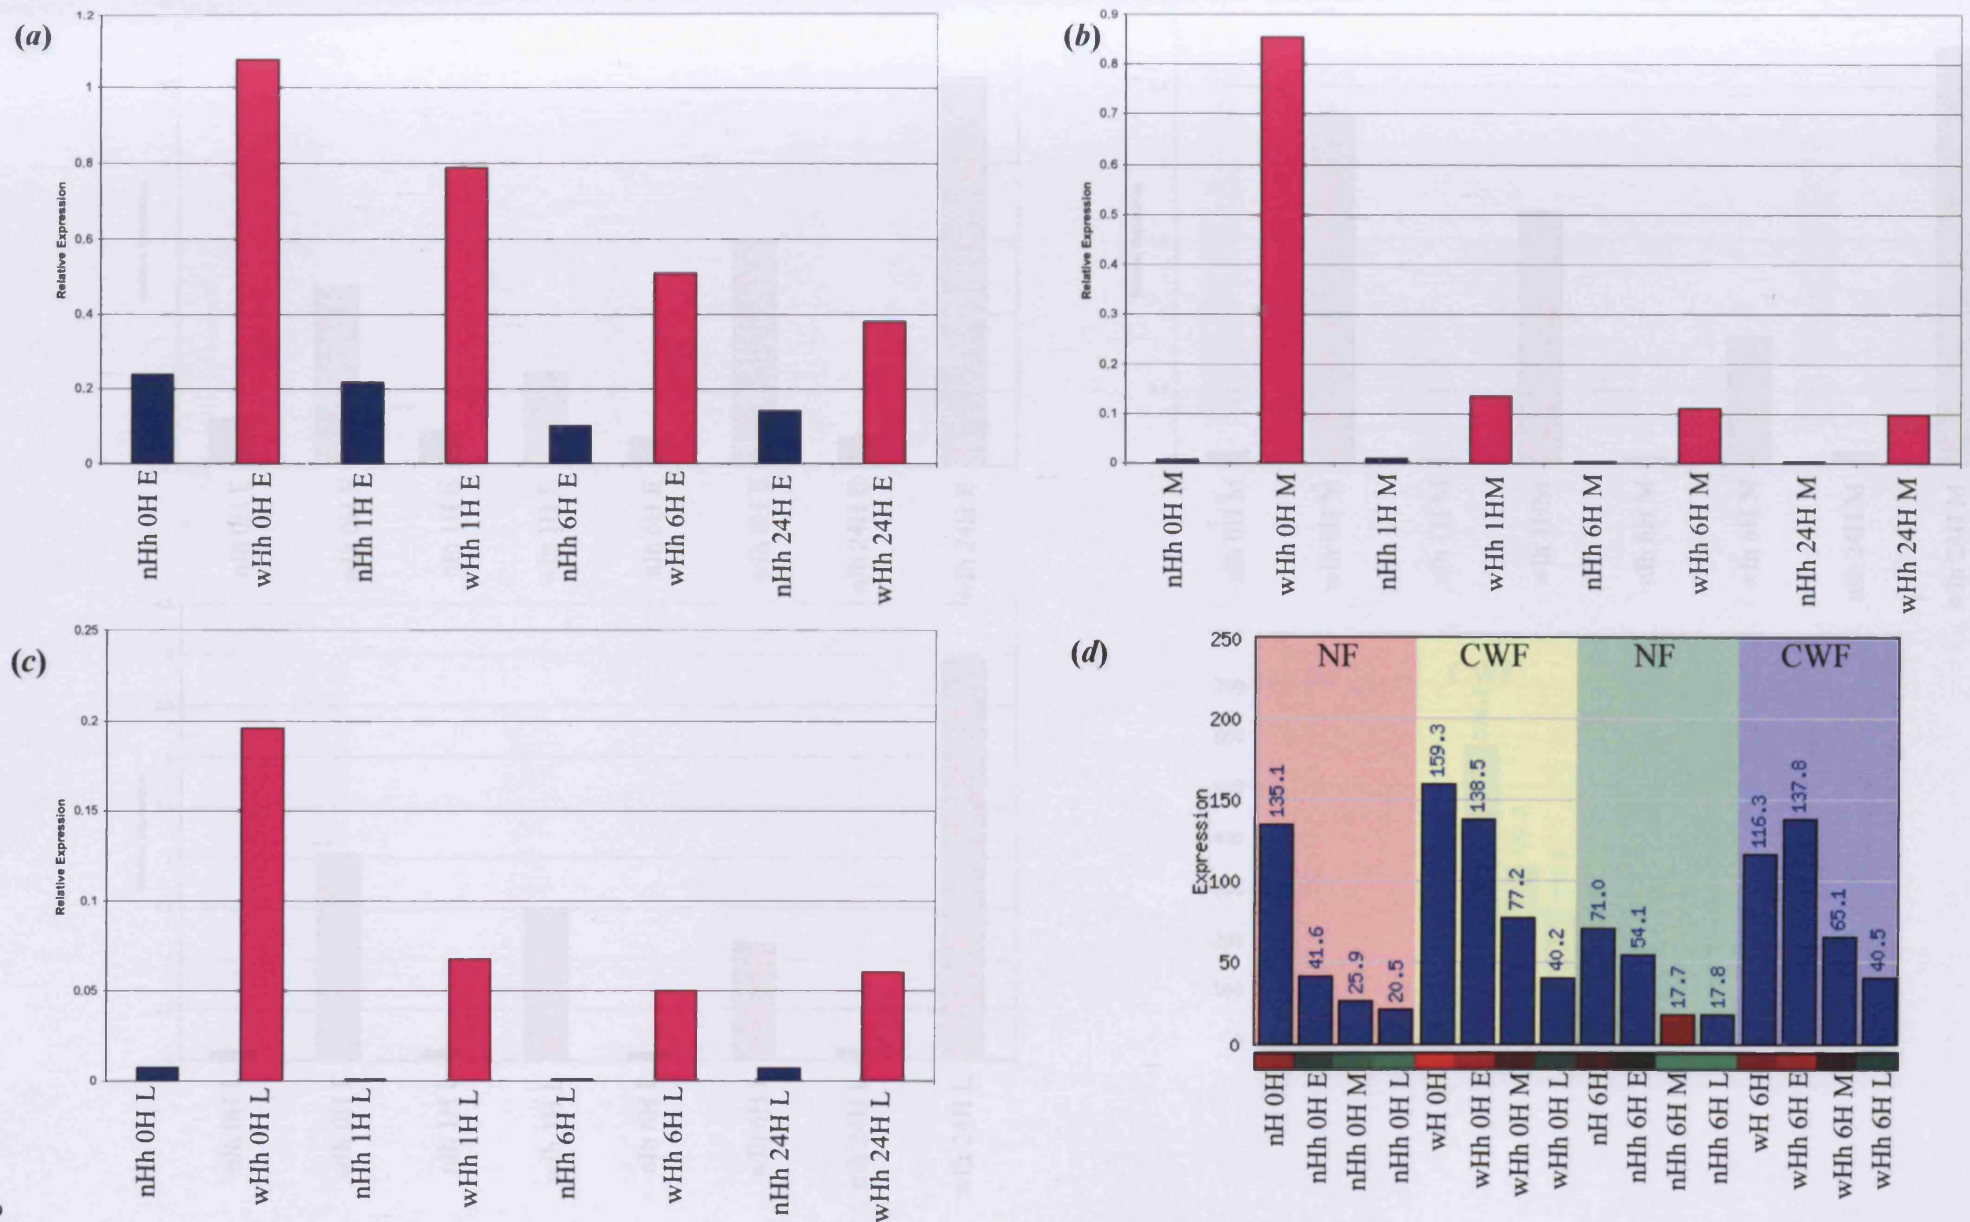 (a)
1.2
1
0.8
0.6
0.4
0.2
0
Relative Expression
nHh 0H E
wHh 0H E
nHh 1H E
wHh 1H E
nHh 6H E
wHh 6H E
nHh 24H E
wHh 24H E
(b)
0.9
0.8
0.7
0.6
0.5
0.4
0.3
0.2
0.1
0
Relative Expression
nHh 0H M
wHh 0H M
nHh 1H M
wHh 1HM
nHh 6H M
wHh 6H M
nHh 24H M
wHh 24H M
(c)
0.25
0.2
0.15
0.1
0.05
0
Relative Expression
nHh 0H L
wHh 0H L
nHh 1H L
wHh 1H L
nHh 6H L
wHh 6H L
nHh 24H L
wHh 24H L
(d)
250
200
150
100
50
0
Expression
NF
CWF
NF
CWF
135.1
41.6
25.9
20.5
159.3
138.5
77.2
40.2
71.0
54.1
17.7
17.8
116.3
137.8
65.1
40.5
nH 0H
nHh 0H E
nHh 0H M
nHh 0H L
wH 0H
wHh 0H E
wHh 0H M
wHh 0H L
nH 6H
nHh 6H E
nHh 6H M
nHh 6H L
wH 6H
wHh 6H E
wHh 6H M
wHh 6H L